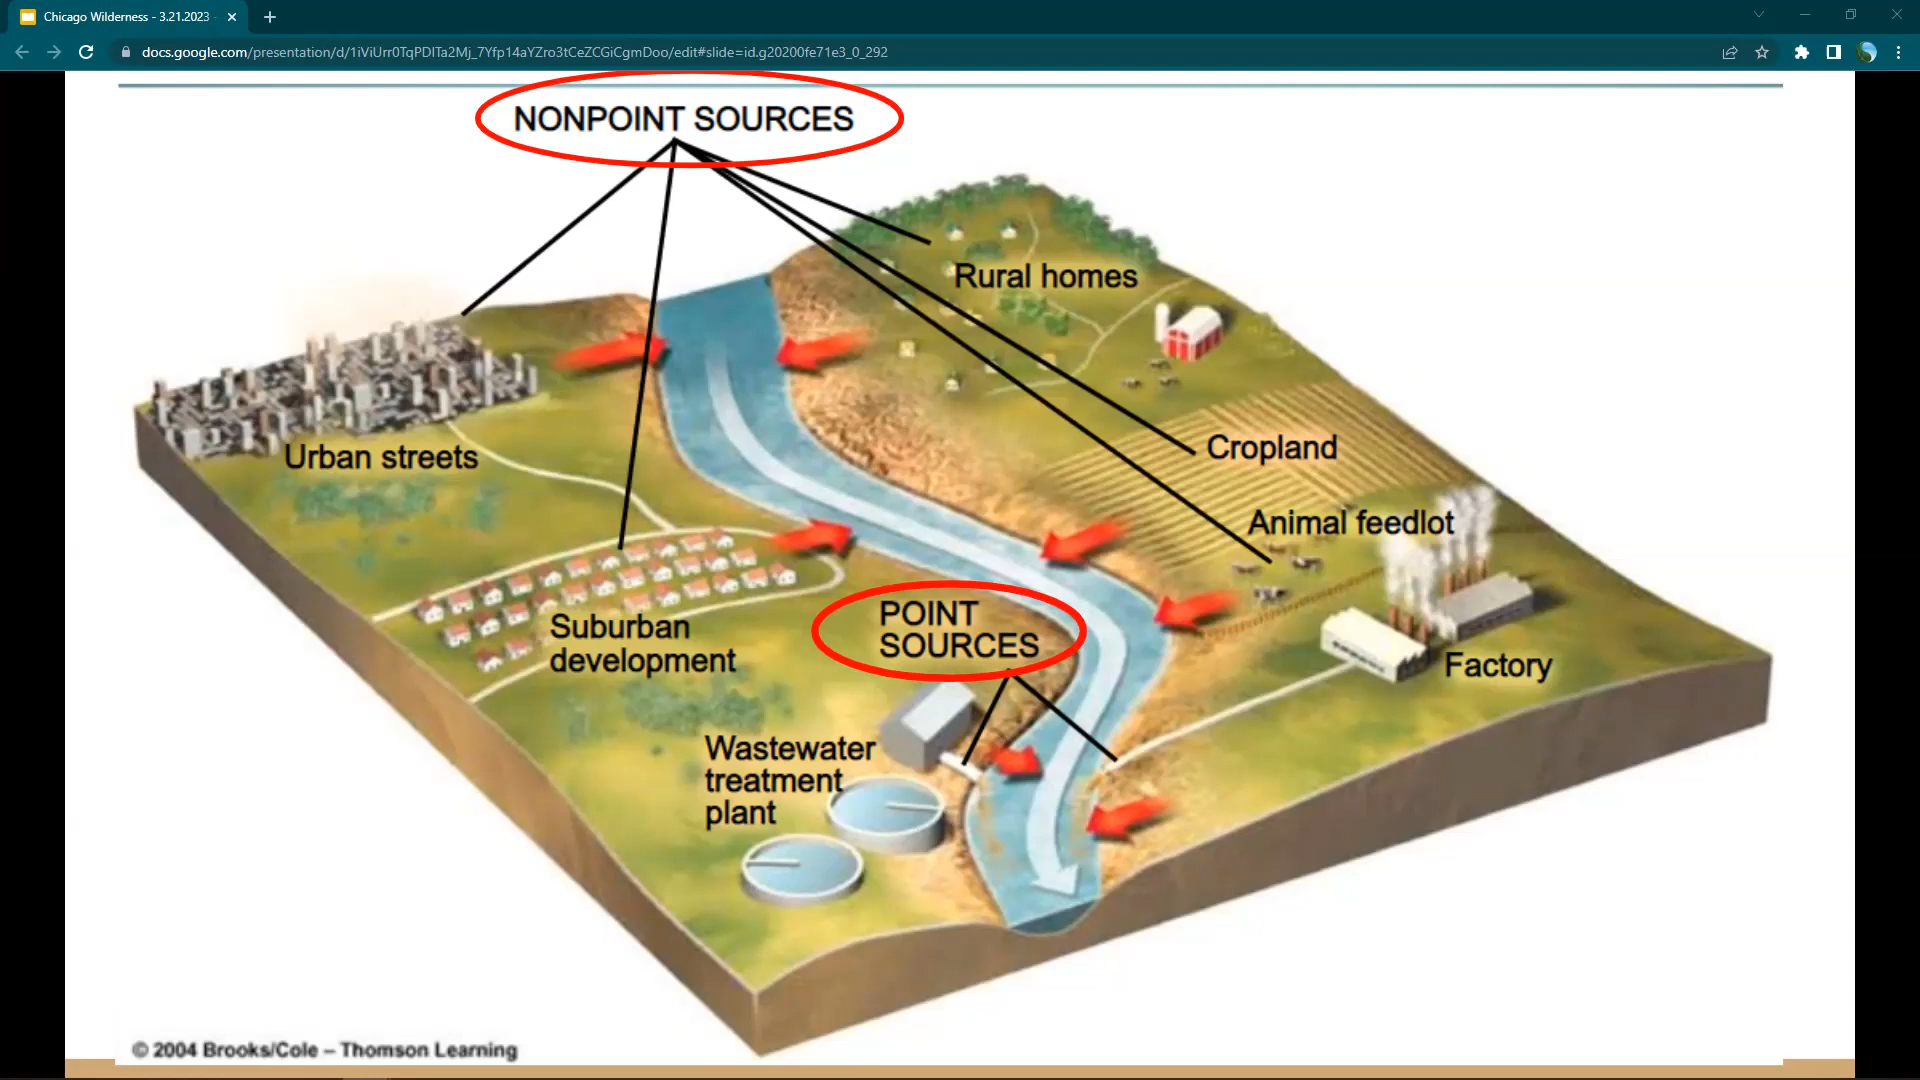 Chicago Wilderness - 3.21.2023
docs.google.com/presentation/d/1iViUrr0TqPDITa2Mj_7Yfp14aYZro3tCeZCGiCgmDoo/edit#slide=id.g20200fe71e3_0_292
NONPOINT SOURCES
Rural homes
Cropland
Urban streets
Animal feedlot
POINT
SOURCES
Suburban
development
Factory
Wastewater
treatment
plant
© 2004 Brooks/Cole – Thomson Learning